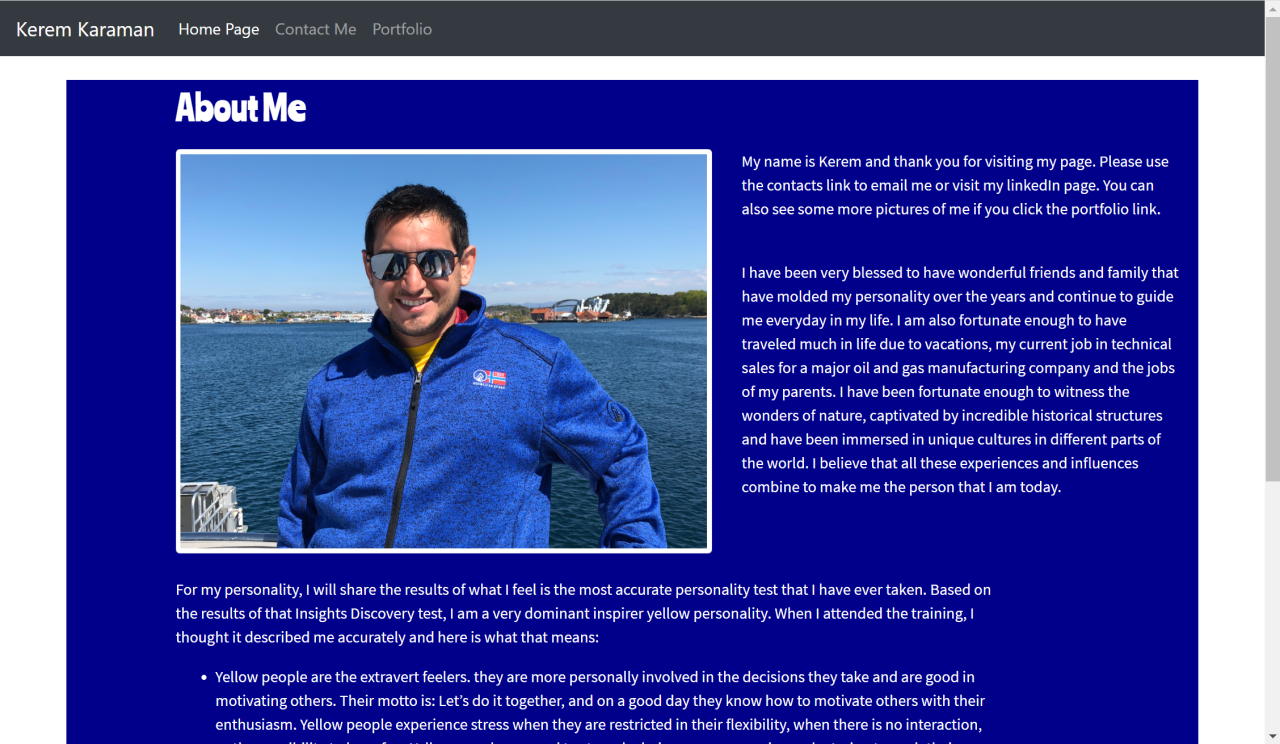 Kerem Karaman Home Page Contact Me Portfolio
About Me
My name is Kerem and thank you for visiting my page. Please use
the contacts link to email me or visit my linkedIn page. You can
also see some more pictures of me if you click the portfolio link.
I have been very blessed to have wonderful friends and family that
have molded my personality over the years and continue to guide
me everyday in my life. I am also fortunate enough to have
traveled much in life due to vacations, my current job in technical
sales for a major oil and gas manufacturing company and the jobs
of my parents. I have been fortunate enough to witness the
wonders of nature, captivated by incredible historical structures
and have been immersed in unique cultures in different parts of
the world. I believe that all these experiences and influences
combine to make me the person that I am today.
For my personality, I will share the results of what I feel is the most accurate personality test that I have ever taken. Based on
the results of that Insights Discovery test, I am a very dominant inspirer yellow personality. When I attended the training, I
thought it described me accurately and here is what that means:
• Yellow people are the extravert feelers. they are more personally involved in the decisions they take and are good in
motivating others. Their motto is: Let’s do it together, and on a good day they know how to motivate others with their
enthusiasm. Yellow people experience stress when they are restricted in their flexibility, when there is no interaction,